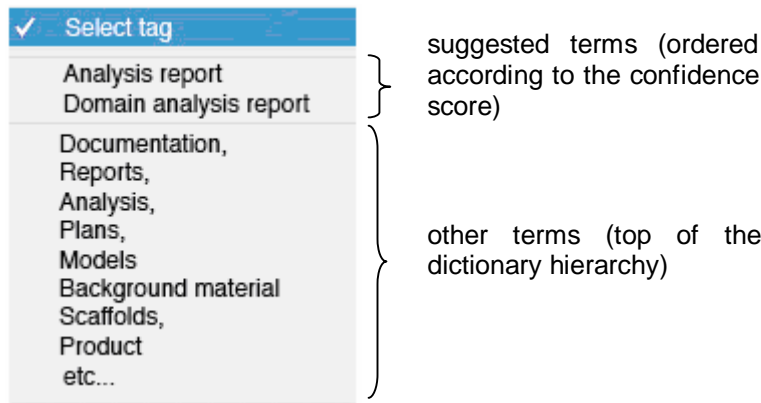 ✓ Select tag
Analysis report
Domain analysis report
suggested terms (ordered
according to the confidence
score)
Documentation,
Reports,
Analysis,
Plans,
Models
Background material
Scaffolds,
Product
etc...
other terms (top of the
dictionary hierarchy)